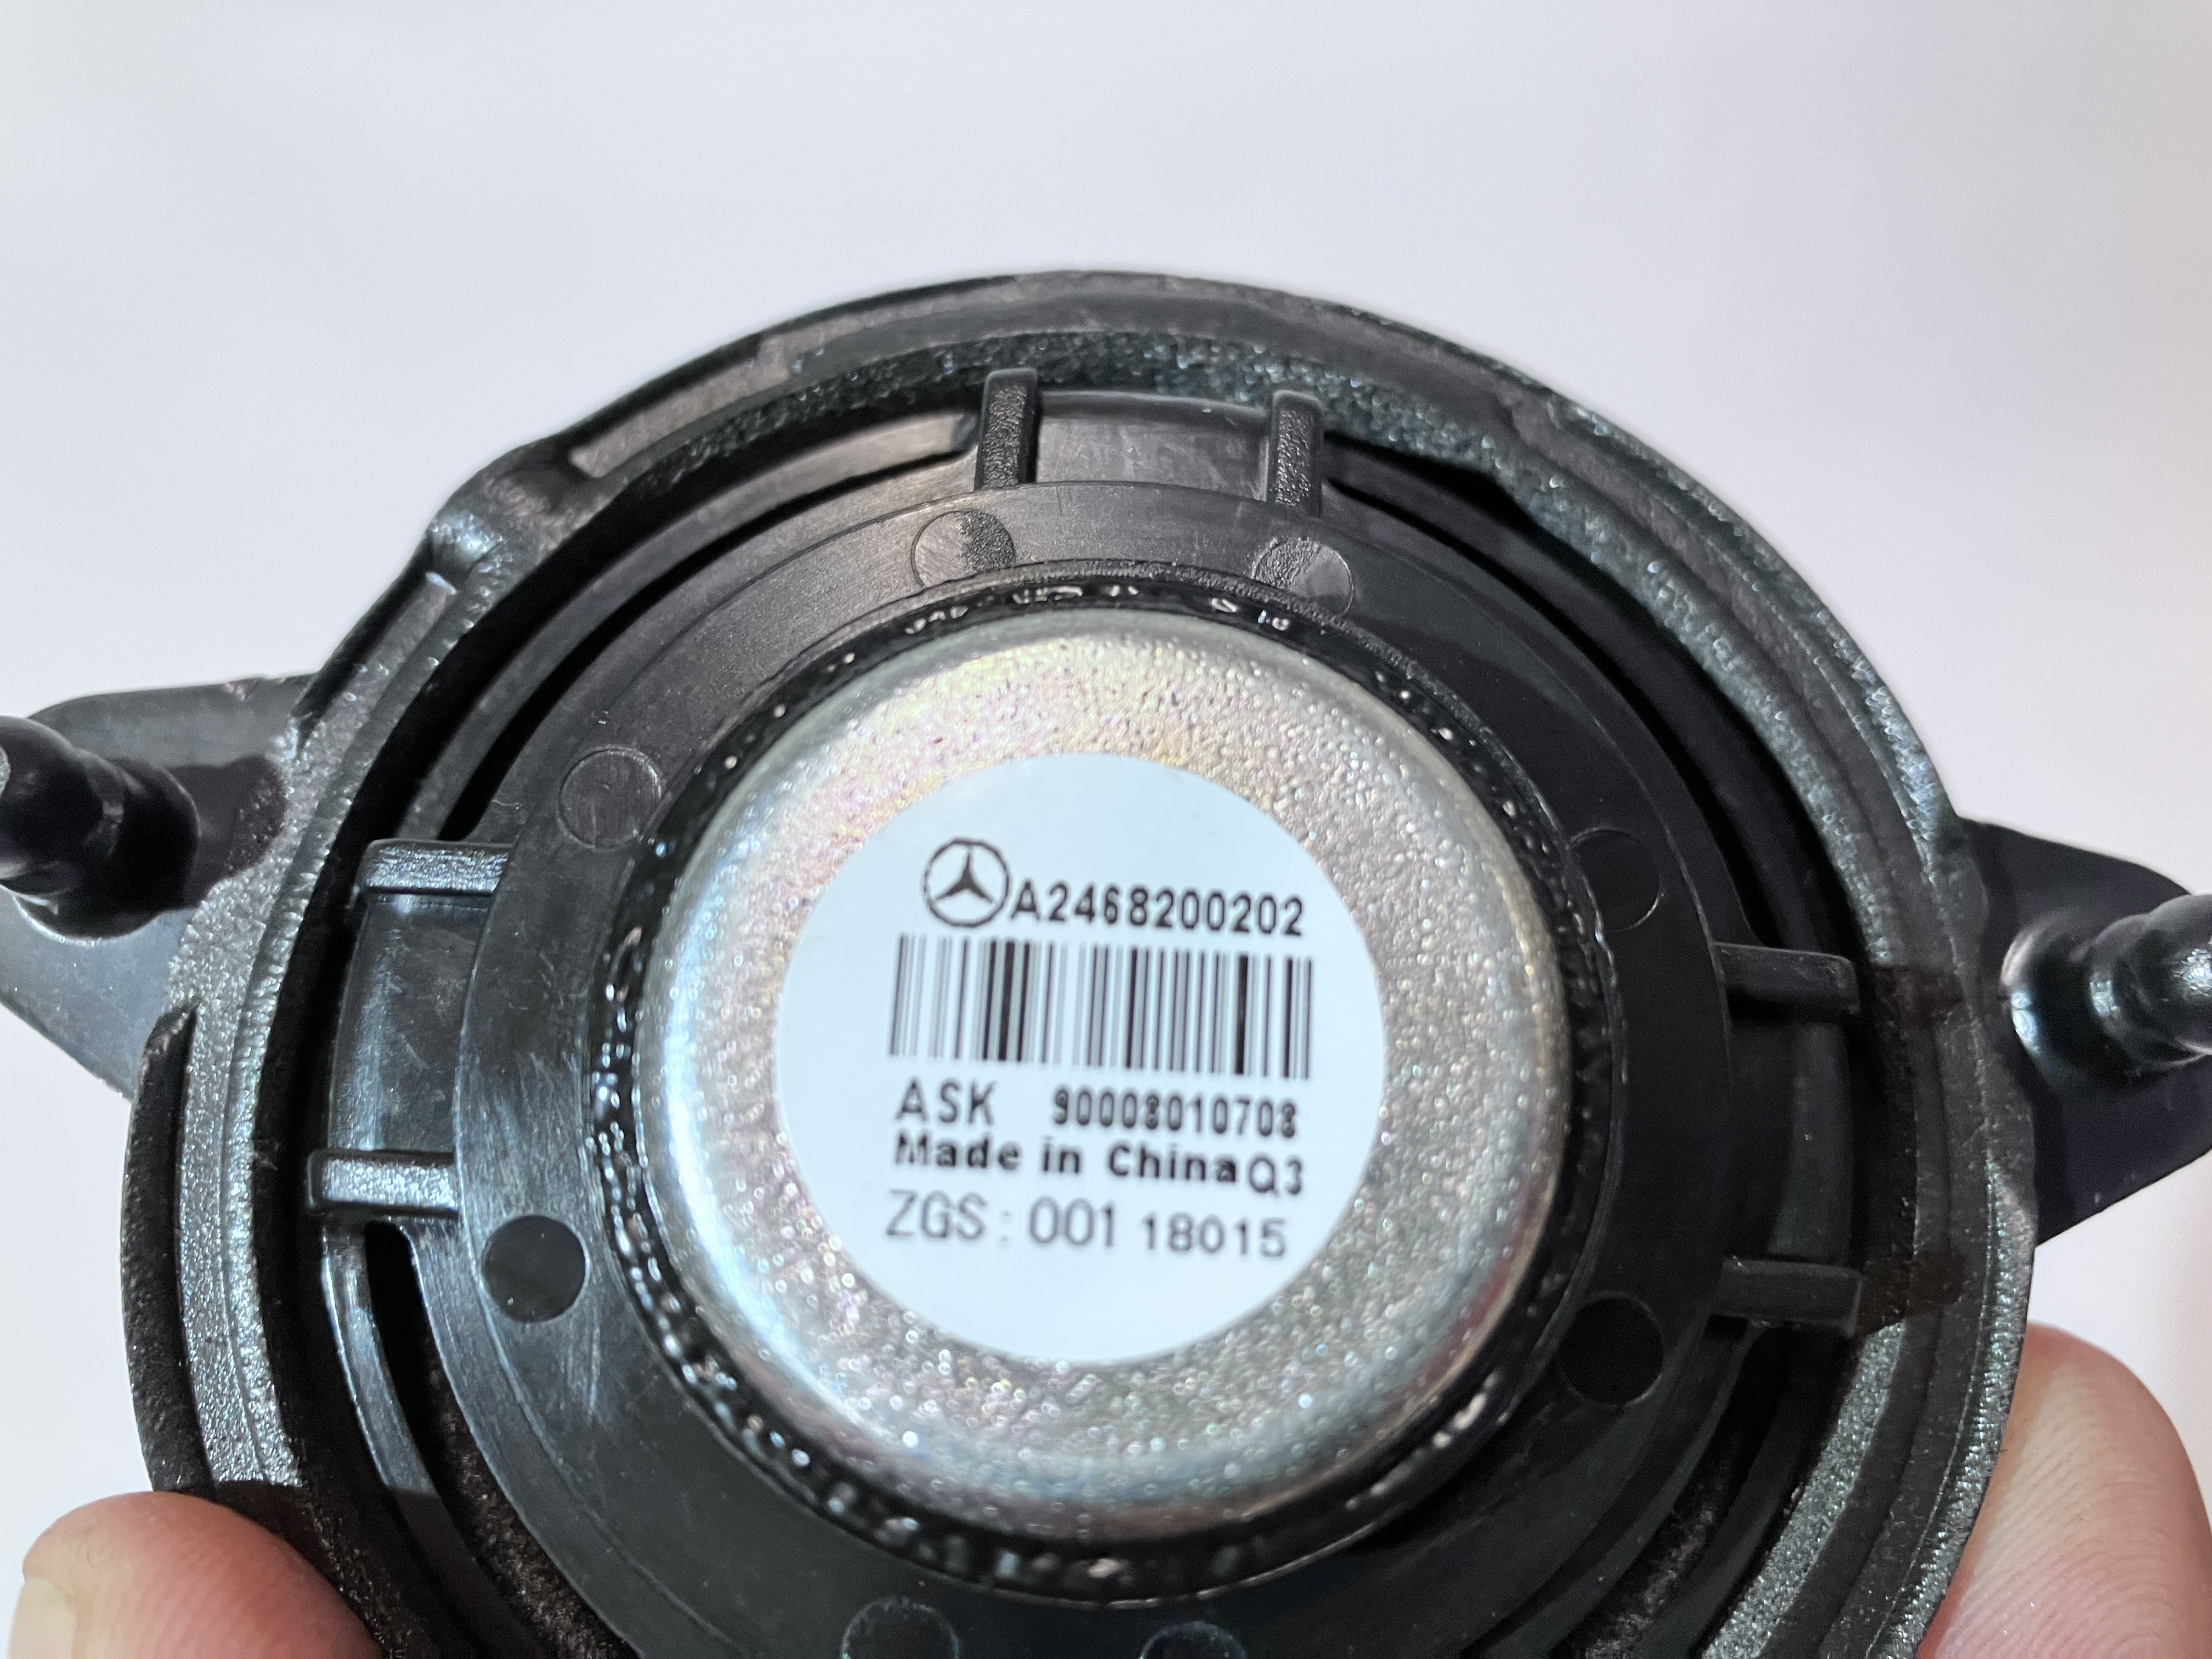 A2468200202
ASK 90008010708
Made in China Q3
ZGS: 001 18015